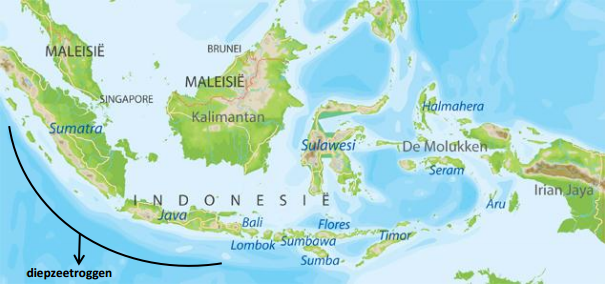 MALEISIË
BRUNEI
MALEISIË
SINGAPORE
Halmahera
Kalimantan
Sumatra
Sulawesi
De Molukken
Seram
Irian Jaya
INDONESIË
Aru
Java
Bali
Flores
Timor
Lombok
Sumbawa
Sumba
diepzeetroggen